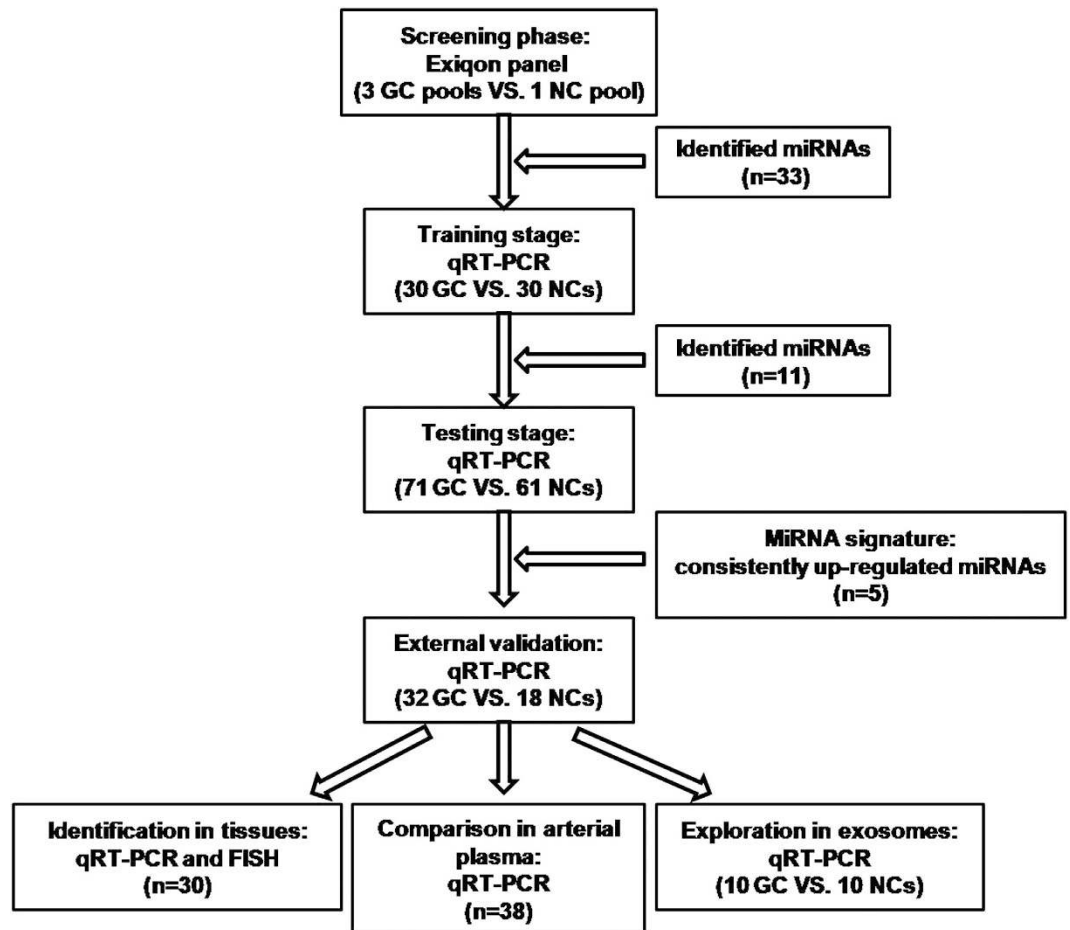 Screening phase:
Exiqon panel
(3 GC pools VS. 1 NC pool)
Identified miRNAs
(n=33)
Training stage:
qRT-PCR
(30 GC VS. 30 NCs)
Identified miRNAs
(n=11)
Testing stage:
qRT-PCR
(71 GC VS. 61 NCs)
MiRNA signature:
consistently up-regulated miRNAs
(n=5)
External validation:
qRT-PCR
(32 GC VS. 18 NCs)
Identification in tissues:
qRT-PCR and FISH
(n=30)
Comparison in arterial
plasma:
qRT-PCR
(n=38)
Exploration in exosomes:
qRT-PCR
(10 GC VS. 10 NCs)